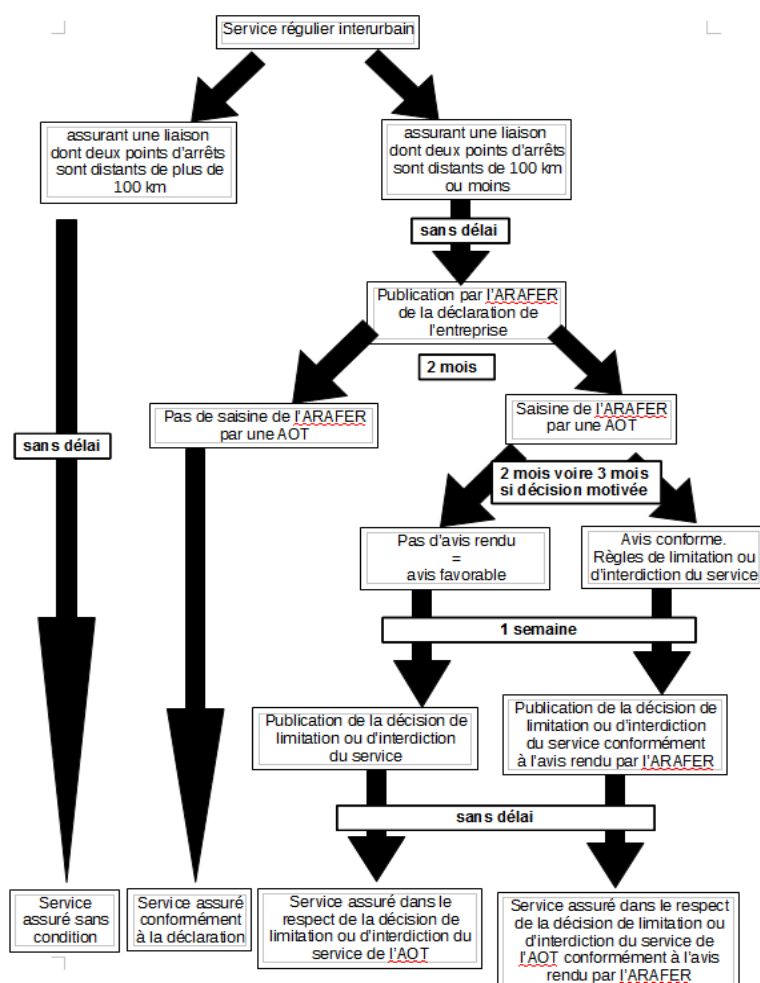 Service régulier interurbain
assurant une liaison
dont deux points d'arrêts
sont distants de plus de
100 km
assurant une liaison
dont deux points d'arrêts
sont distants de 100 km
ou moins
sans délai
Publication par l'ARAFER
de la déclaration de
l'entreprise
2 mois
Pas de saisine de l'ARAFER
par une AOT
Saisine de l'ARAFER
par une AOT
sans délai
2 mois voire 3 mois
si décision motivée
Pas d'avis rendu
=
avis favorable
Avis conforme.
Règles de limitation ou
d'interdiction du service
1 semaine
Publication de la décision de
limitation ou d'interdiction
du service
Publication de la décision de
limitation ou d'interdiction
du service conformément
à l'avis rendu par l'ARAFER
sans délai
Service
assuré sans
condition
Service assuré
conformément
à la déclaration
Service assuré dans le
respect de la décision de
limitation ou d'interdiction du
service de l'AOT
Service assuré dans le respect
de la décision de limitation ou
d'interdiction du service de
l'AOT conformément à l'avis
rendu par l'ARAFER